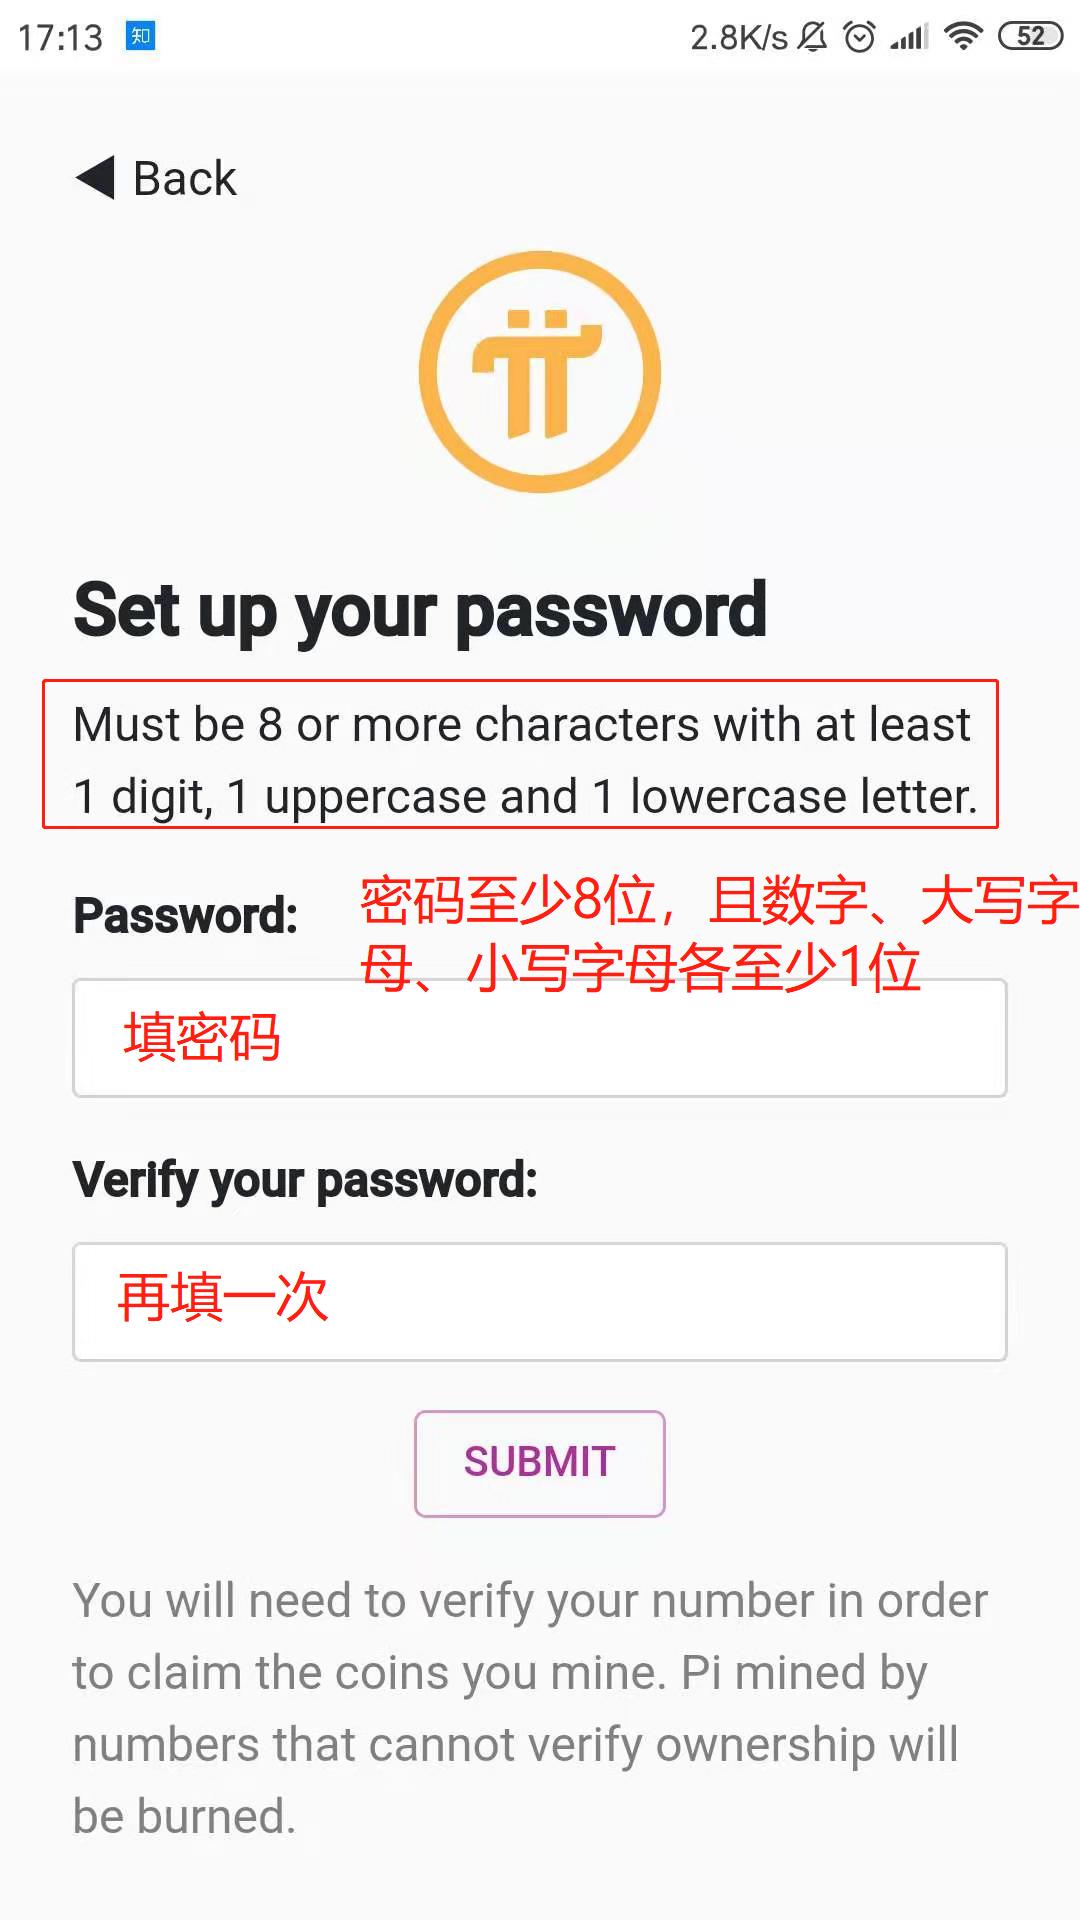 17:13 知 2.8K/s 52
Back
Set up your password
Must be 8 or more characters with at least
1 digit, 1 uppercase and 1 lowercase letter.
Password:
密码至少8位，且数字、大写字
母、小写字母各至少1位
填密码
Verify your password:
再填一次
SUBMIT
You will need to verify your number in order
to claim the coins you mine. Pi mined by
numbers that cannot verify ownership will
be burned.